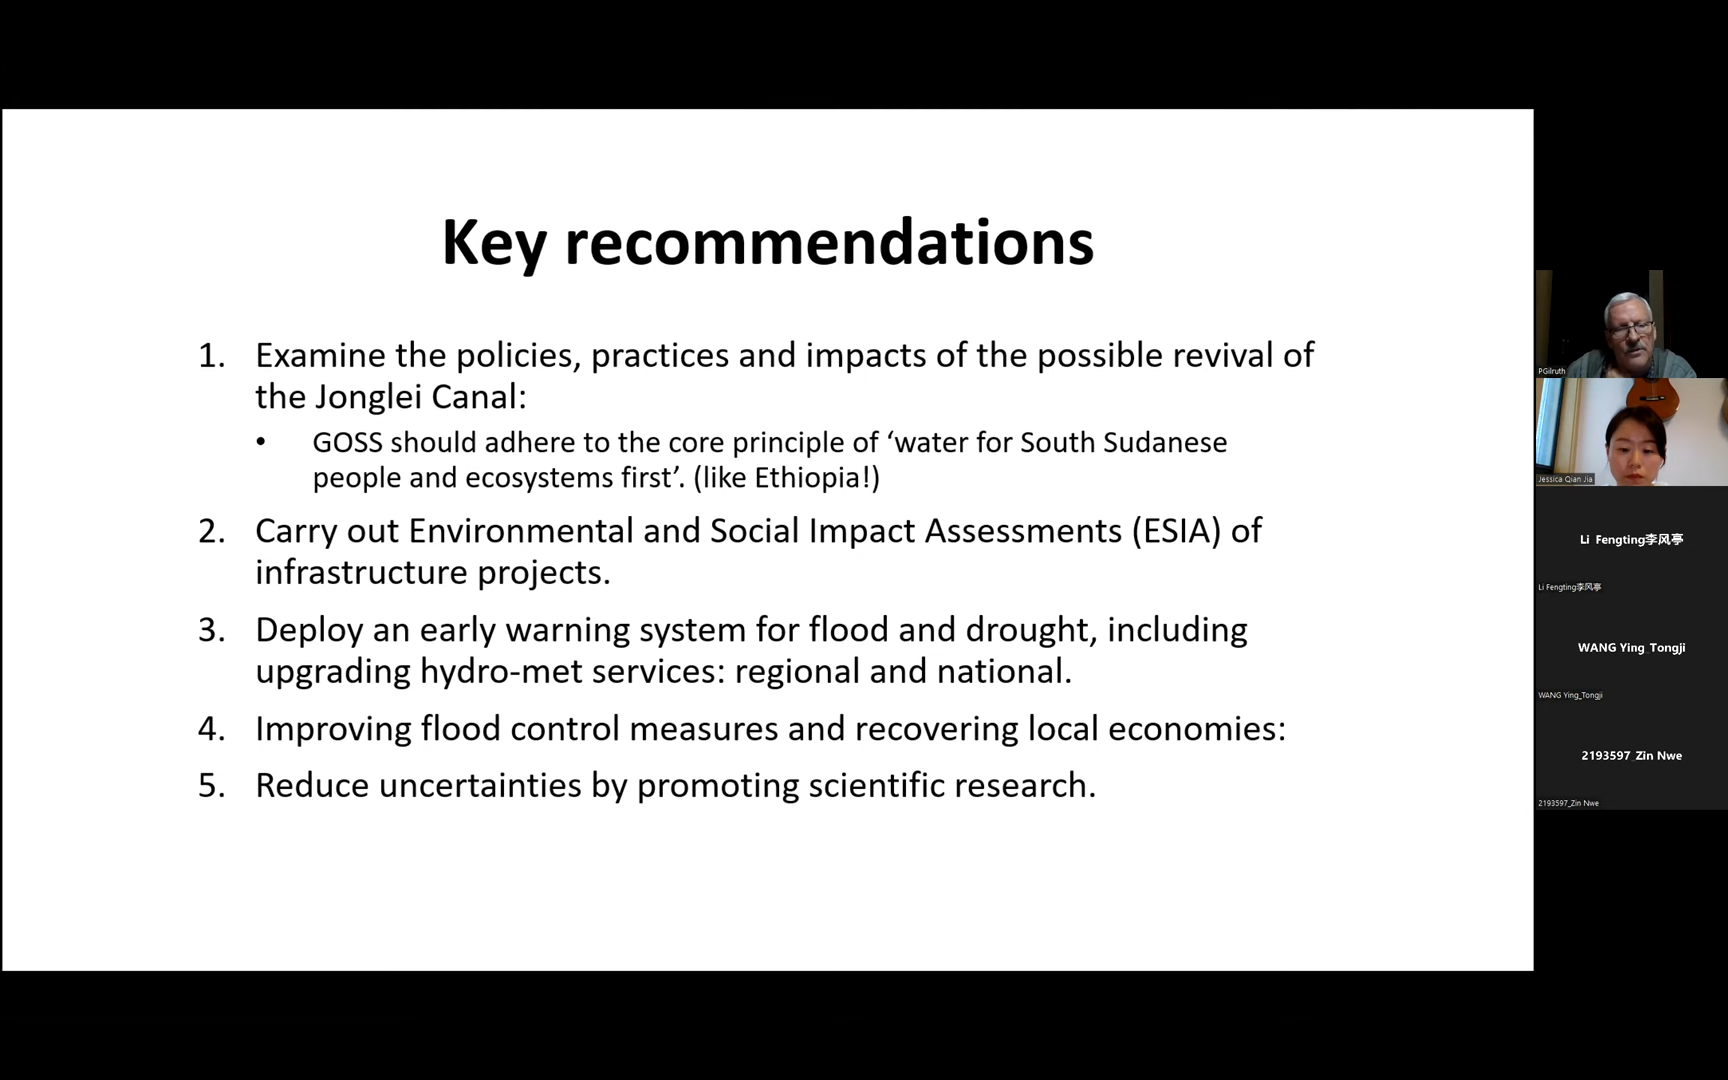 Key recommendations
1. Examine the policies, practices and impacts of the possible revival of
the Jonglei Canal:
• GOSS should adhere to the core principle of ‘water for South Sudanese
people and ecosystems first’. (like Ethiopia!)
2. Carry out Environmental and Social Impact Assessments (ESIA) of
infrastructure projects.
3. Deploy an early warning system for flood and drought, including
upgrading hydro-met services: regional and national.
4. Improving flood control measures and recovering local economies:
5. Reduce uncertainties by promoting scientific research.
PGilruth
Jessica Qian Jia
Li Fengting李风亭
Li Fengting李风亭
WANG Ying_Tongji
WANG Ying_Tongji
2193597_Zin Nwe
2193597_Zin Nwe